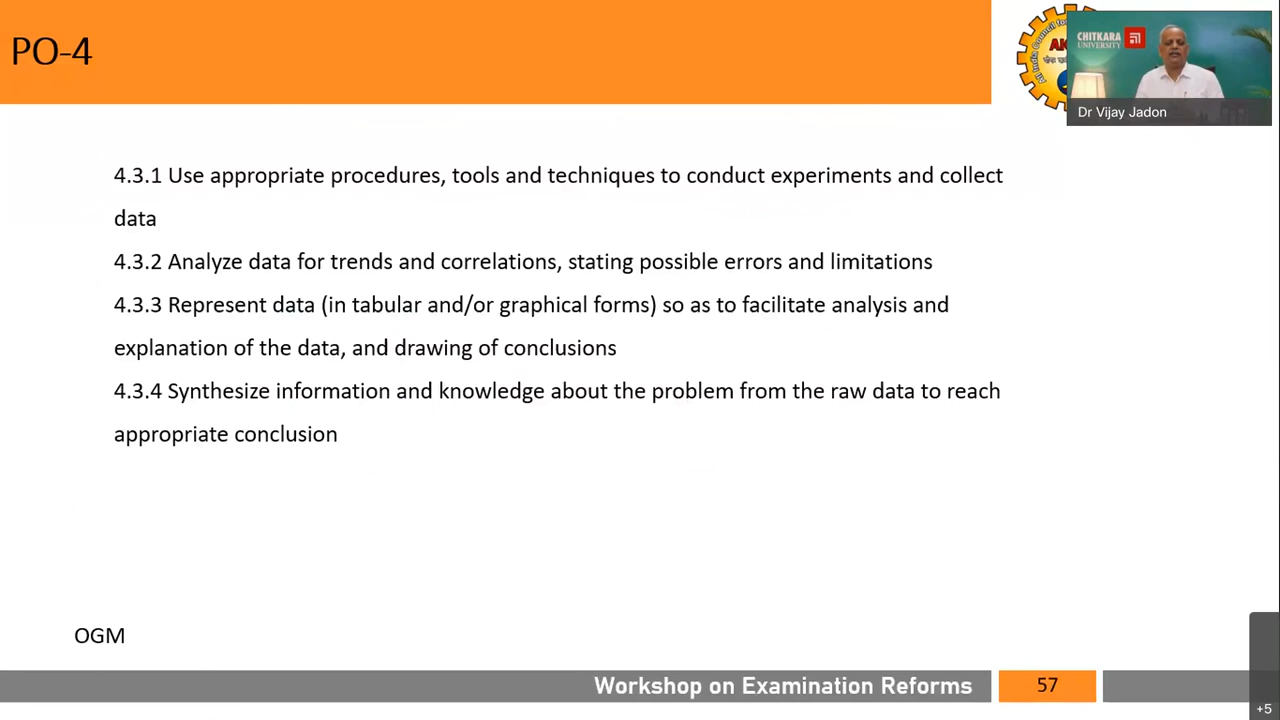 PO-4
CHITKARA
UNIVERSITY
Dr Vijay Jadon
4.3.1 Use appropriate procedures, tools and techniques to conduct experiments and collect
data
4.3.2 Analyze data for trends and correlations, stating possible errors and limitations
4.3.3 Represent data (in tabular and/or graphical forms) so as to facilitate analysis and
explanation of the data, and drawing of conclusions
4.3.4 Synthesize information and knowledge about the problem from the raw data to reach
appropriate conclusion
OGM
Workshop on Examination Reforms
57
+5